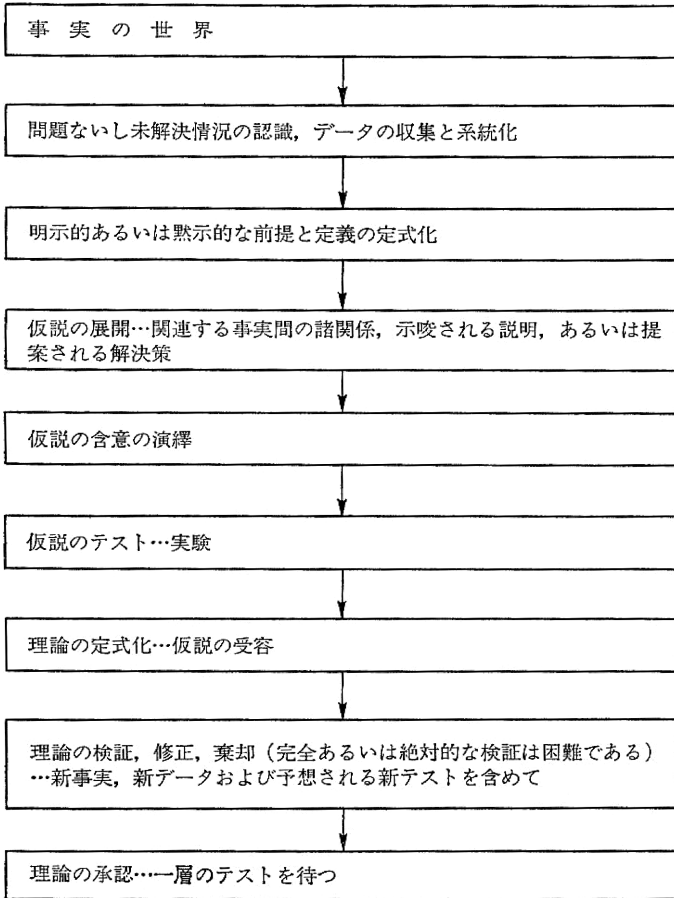 事実の世界
問題ないし未解決情況の認識，データの収集と系統化
明示的あるいは黙示的な前提と定義の定式化
仮説の展開…関連する事実間の諸関係，示唆される説明，あるいは提
案される解決策
仮説の含意の演繹
仮説のテスト…実験
理論の定式化…仮説の受容
理論の検証，修正，棄却（完全あるいは絶対的な検証は困難である）
…新事実，新データおよび予想される新テストを含めて
理論の承認…一層のテストを待つ